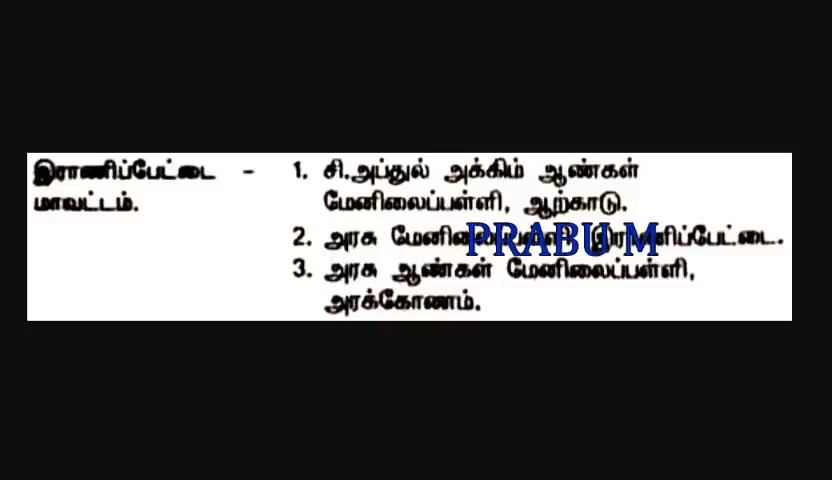 இராணிப்பேட்டை - 1. சி.அப்துல் அக்கிம் ஆண்கள்
மாவட்டம். மேனிலைப்பள்ளி, ஆற்காடு.
2. அரசு மேனிலைப்பள்ளி, இராணிப்பேட்டை.
PRABU M
3. அரசு ஆண்கள் மேனிலைப்பள்ளி,
அரக்கோணம்.